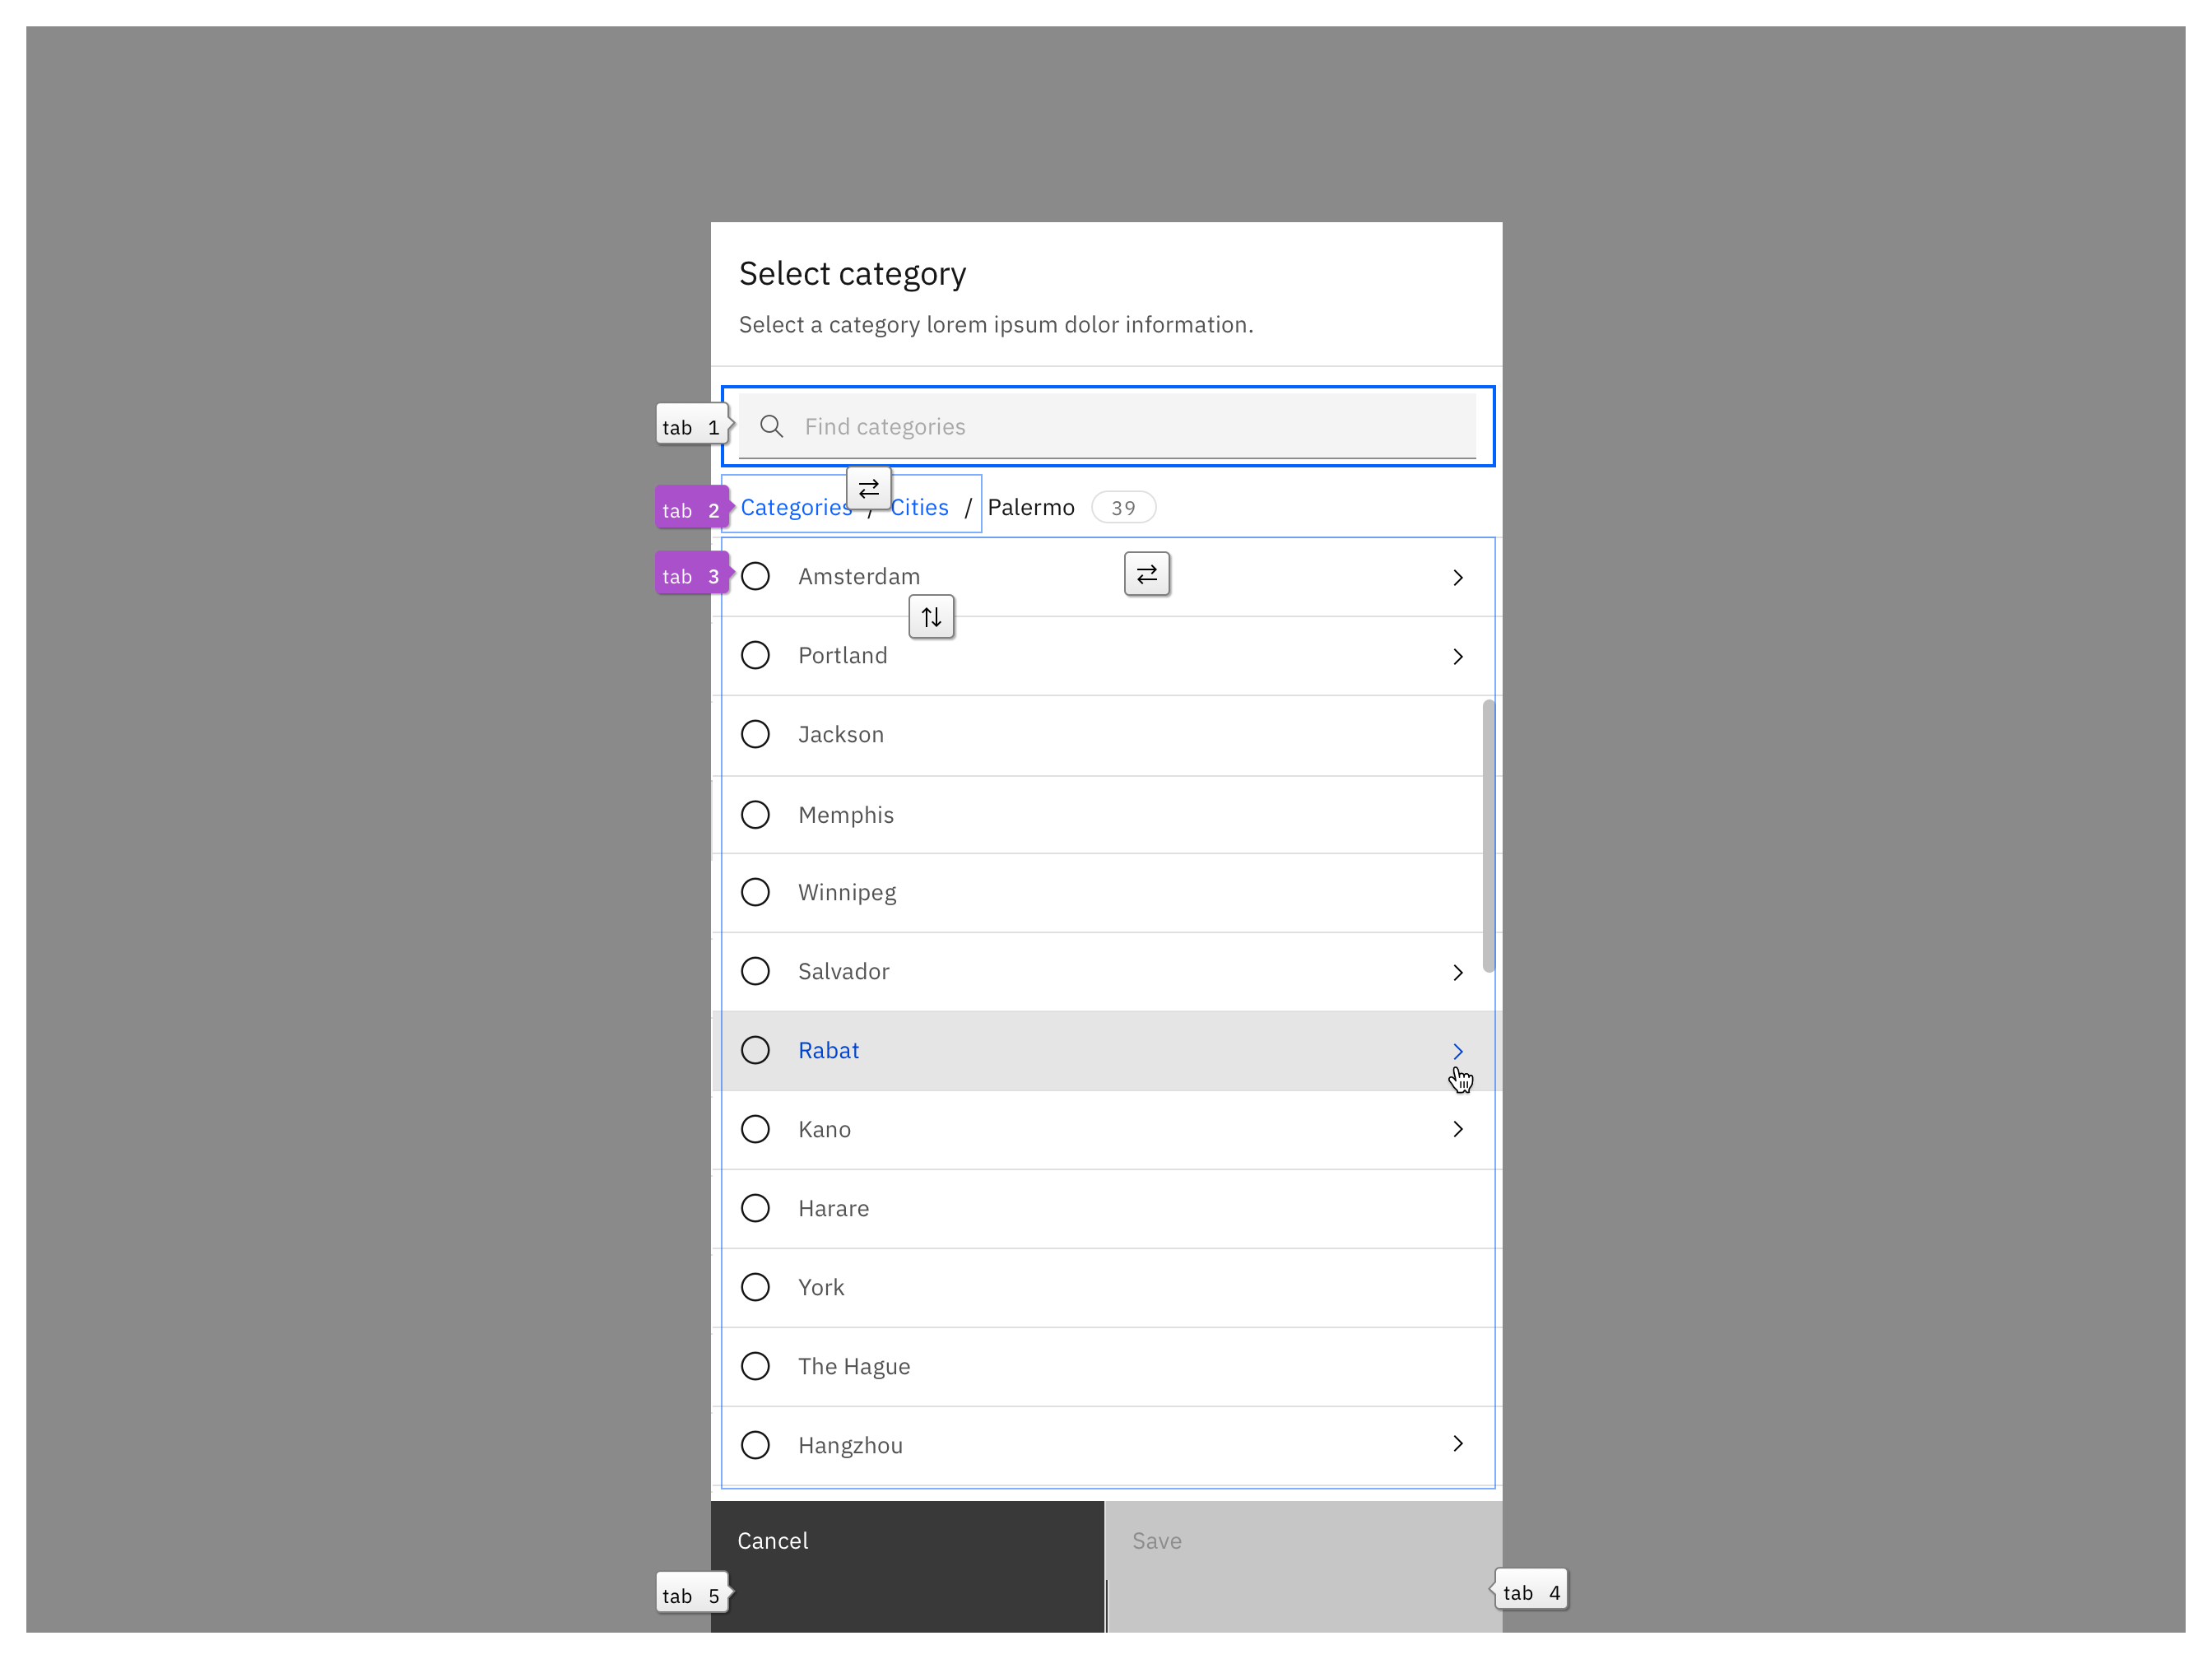 Select category
Select a category lorem ipsum dolor information.
tab 1
Find categories
tab 2
Categories / Cities / Palermo 39
tab 3
Amsterdam
Portland
Jackson
Memphis
Winnipeg
Salvador
Rabat
Kano
Harare
York
The Hague
Hangzhou
Cancel
Save
tab 5
tab 4